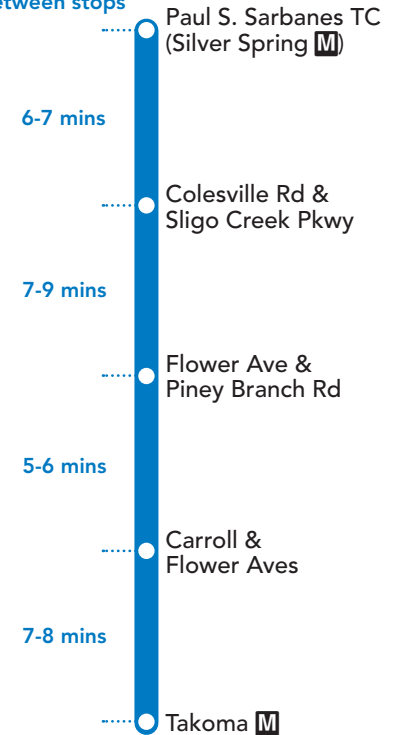 between stops
Paul S. Sarbanes TC
(Silver Spring M)
6-7 mins
Colesville Rd &
Sligo Creek Pkwy
7-9 mins
Flower Ave &
Piney Branch Rd
5-6 mins
Carroll &
Flower Aves
7-8 mins
Takoma M